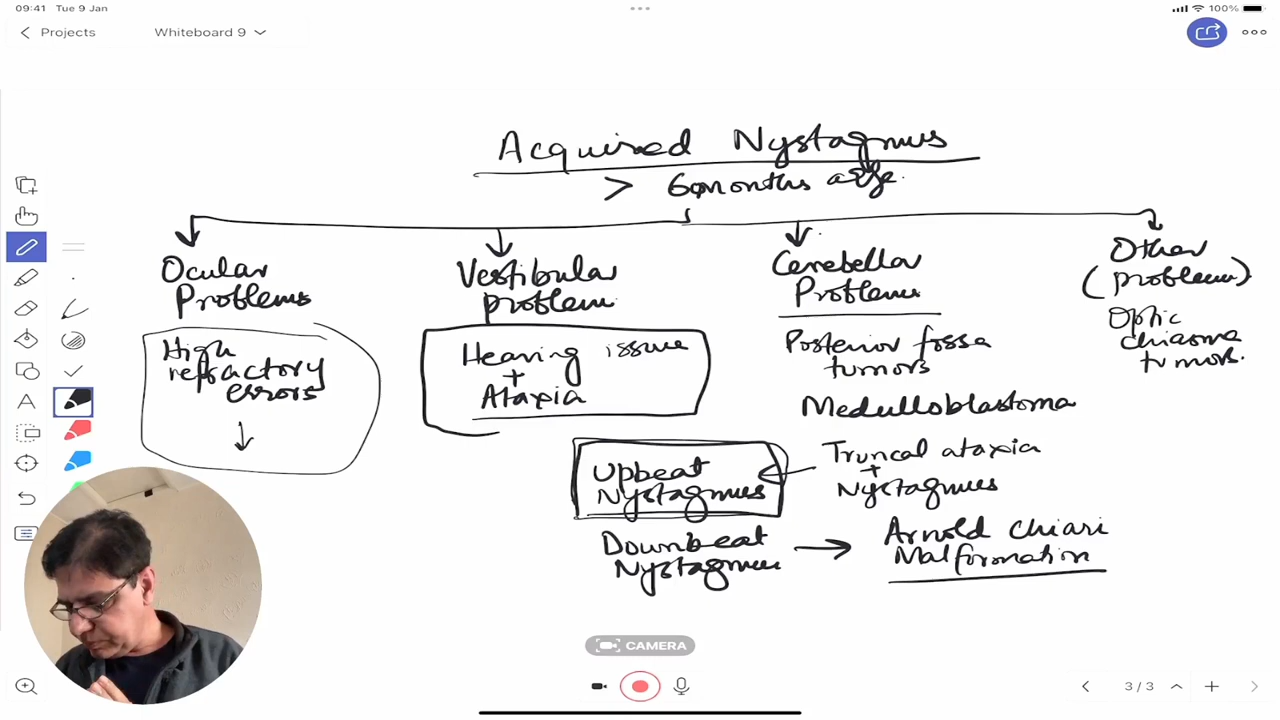 09:41 Tue 9 Jan
100%
Projects
Whiteboard 9
Acquired Nystagmus
> 6 months age.
Ocular
Problems
High
refractory
errors
Vestibular
problem
Hearing issue
+
Ataxia
Cerebellar
Problems
Posterior fossa
tumors
Medulloblastoma
Truncal ataxia
+
Nystagmus
Upbeat
Nystagmus
Downbeat
Nystagmus
Arnold Chiari
Malformation
Other
(problem)
Optic
chiasma
tumors.
CAMERA
3/3